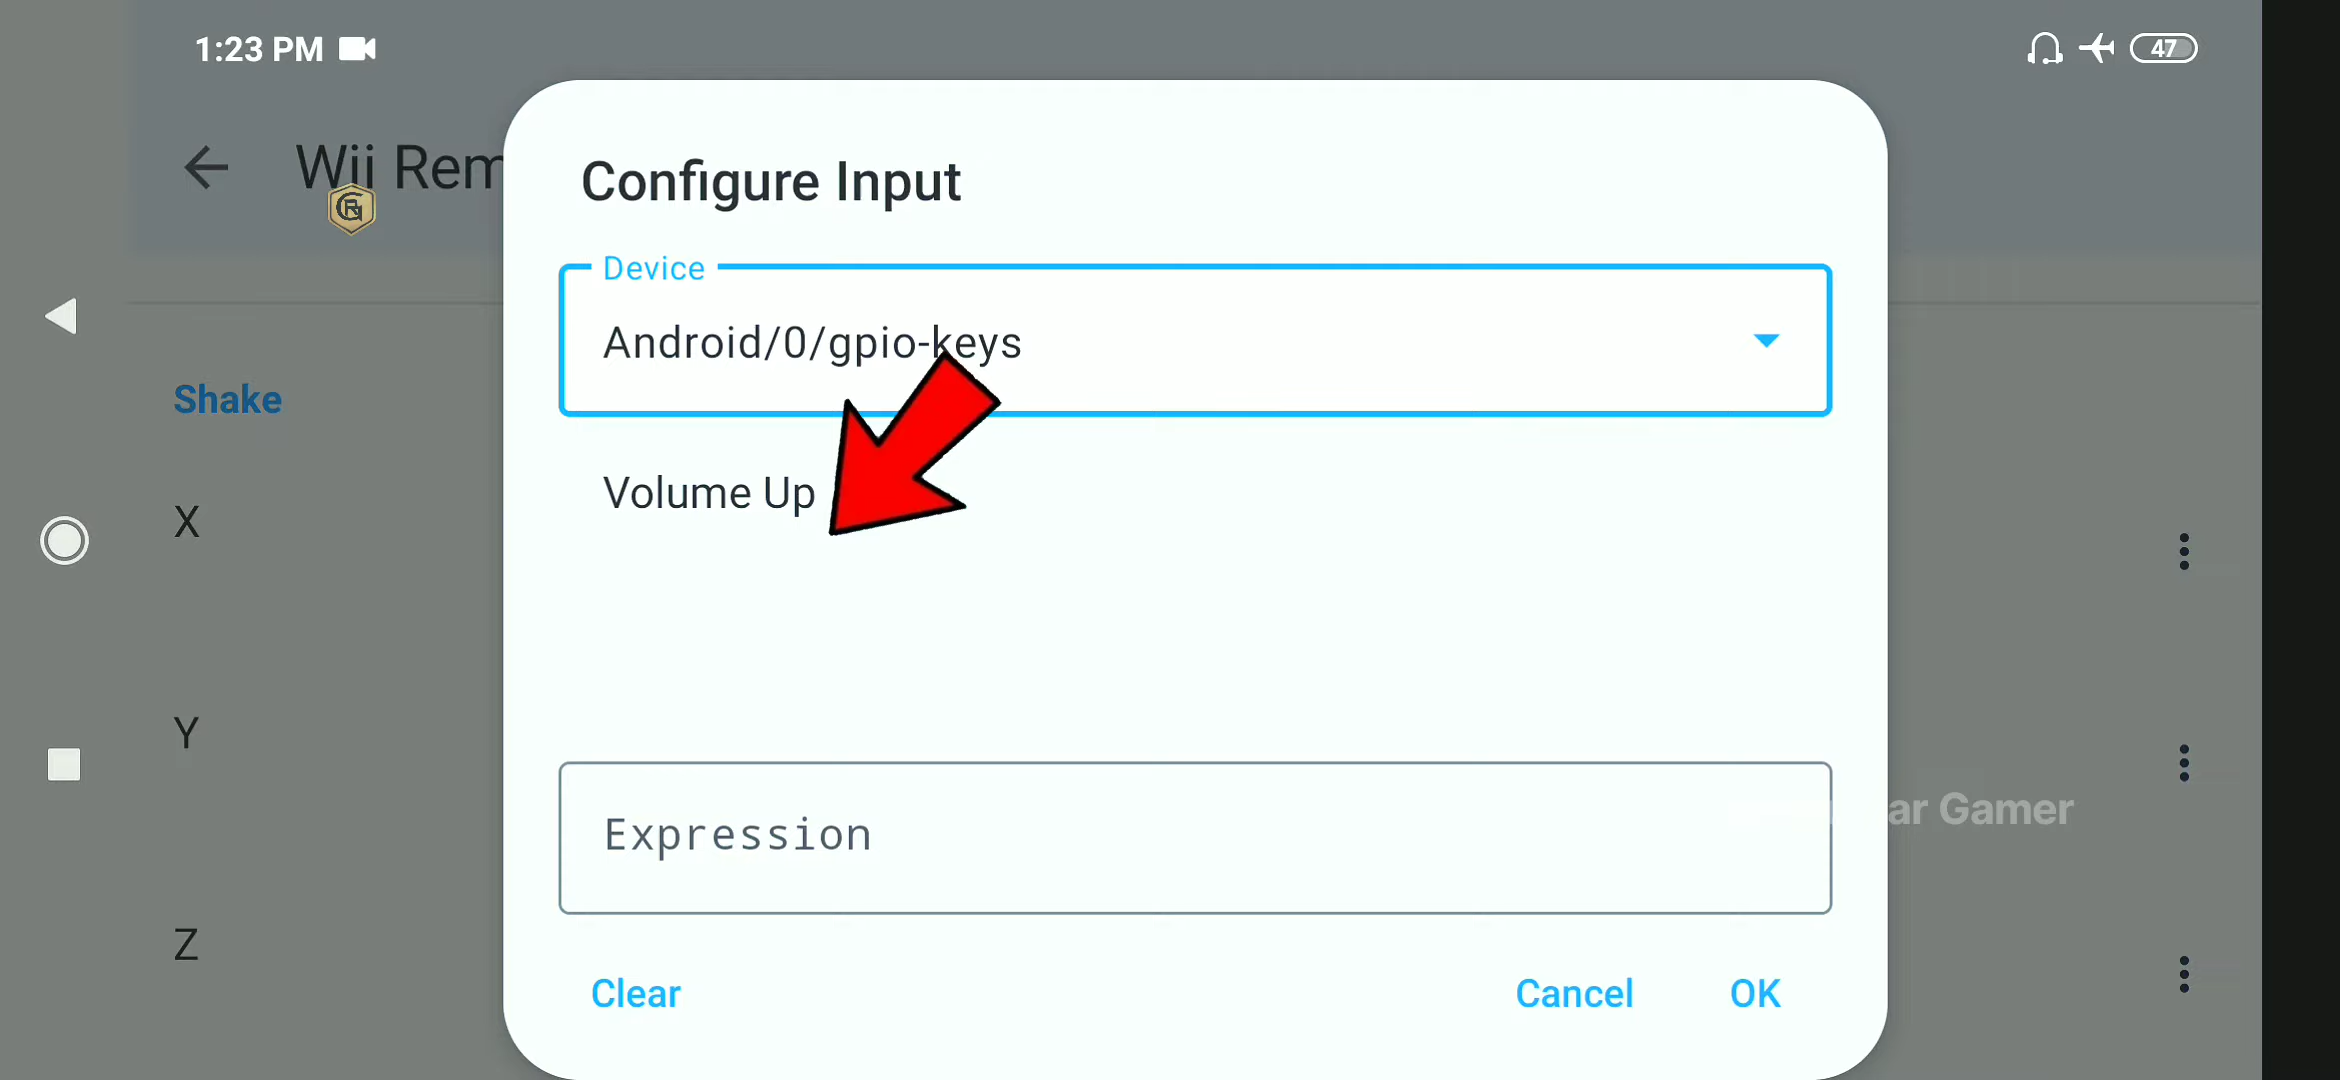 1:23 PM
47
Wii Rem
Configure Input
Device
Android/0/gpio-keys
Shake
Volume Up
X
Y
ar Gamer
Expression
Z
Clear
Cancel
OK